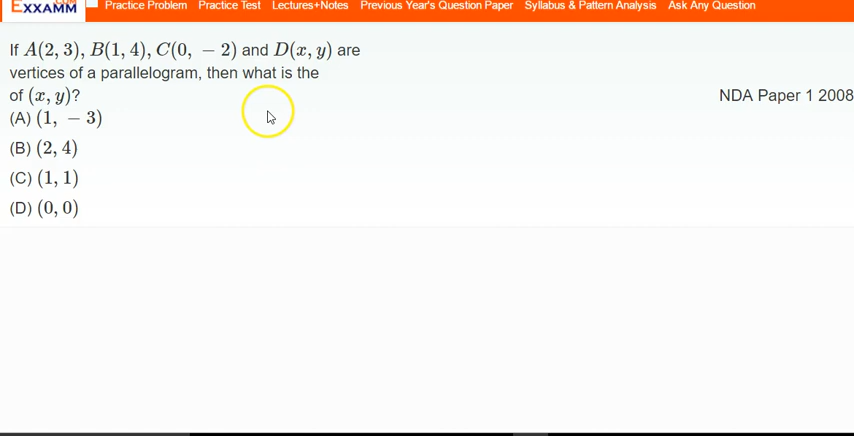 EXXAMM.COM Practice Problem Practice Test Lectures+Notes Previous Year's Question Paper Syllabus & Pattern Analysis Ask Any Question
If A(2, 3), B(1, 4), C(0, − 2) and D(x, y) are
vertices of a parallelogram, then what is the
of (x, y)?
NDA Paper 1 2008
(A) (1, − 3)
(B) (2, 4)
(C) (1, 1)
(D) (0, 0)